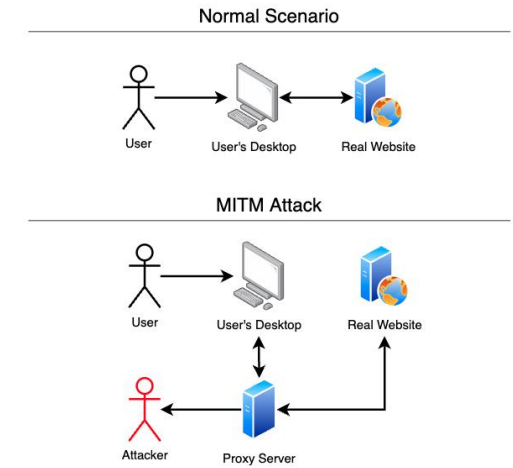 Normal Scenario
User
User's Desktop
Real Website
MITM Attack
User
User's Desktop
Real Website
Attacker
Proxy Server